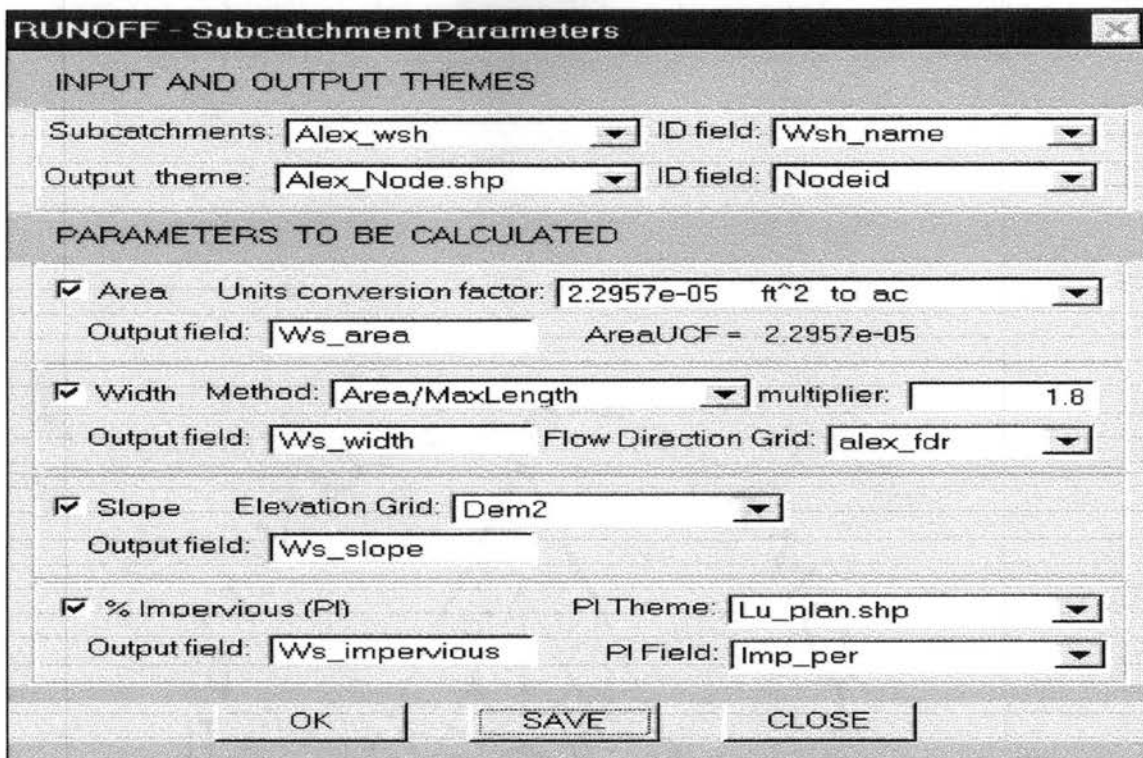 RUNOFF - Subcatchment Parameters
INPUT AND OUTPUT THEMES
Subcatchments: Alex_wsh ID field: Wsh_name
Output theme: Alex_Node.shp ID field: Nodeid
PARAMETERS TO BE CALCULATED
Area Units conversion factor: 2.2957e-05 ft^2 to ac
Output field: Ws_area AreaUCF = 2.2957e-05
Width Method: Area/MaxLength multiplier: 1.8
Output field: Ws_width Flow Direction Grid: alex_fdr
Slope Elevation Grid: Dem2
Output field: Ws_slope
% Impervious (PI) PI Theme: Lu_plan.shp
Output field: Ws_impervious PI Field: Imp_per
OK SAVE CLOSE